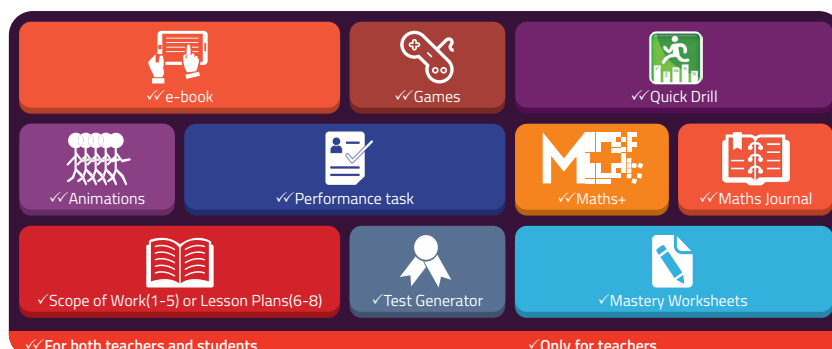 ✓✓e-book
✓✓Games
✓✓Quick Drill
✓✓Animations
✓✓Performance task
✓✓Maths+
✓✓Maths Journal
✓Scope of Work(1-5) or Lesson Plans(6-8)
✓Test Generator
✓Mastery Worksheets
✓✓For both teachers and students
✓Only for teachers